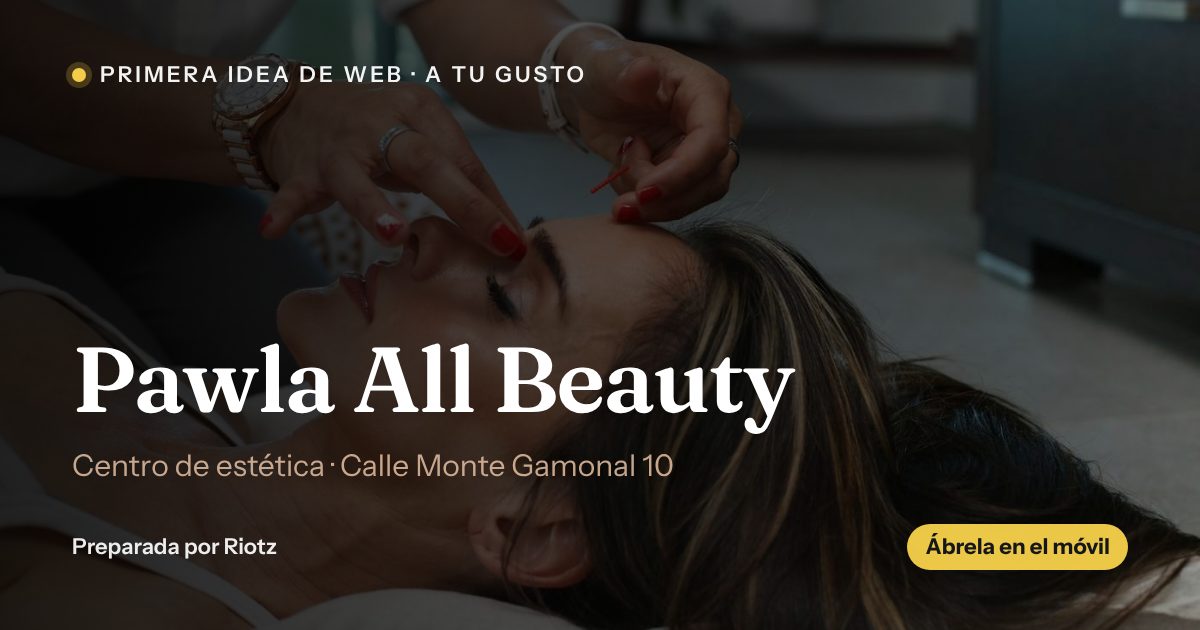 PRIMERA IDEA DE WEB · A TU GUSTO
Pawla All Beauty
Centro de estética · Calle Monte Gamonal 10
Preparada por Riotz
Ábrela en el móvil